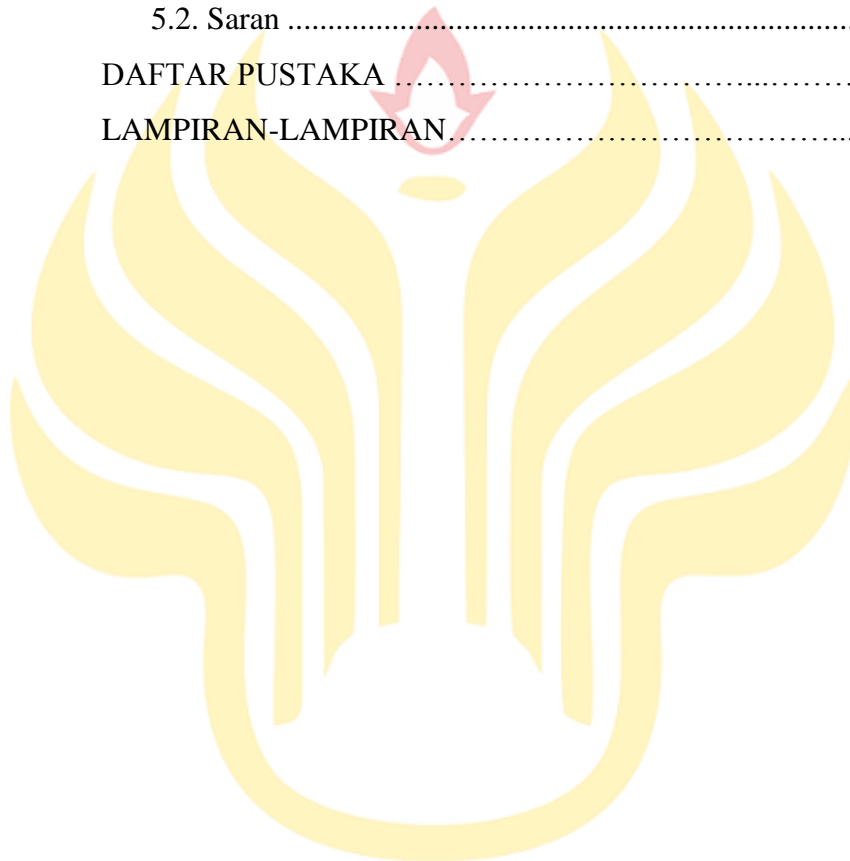 5.2. Saran ......................................................................
DAFTAR PUSTAKA ………………………………...………
LAMPIRAN-LAMPIRAN…………………………………...